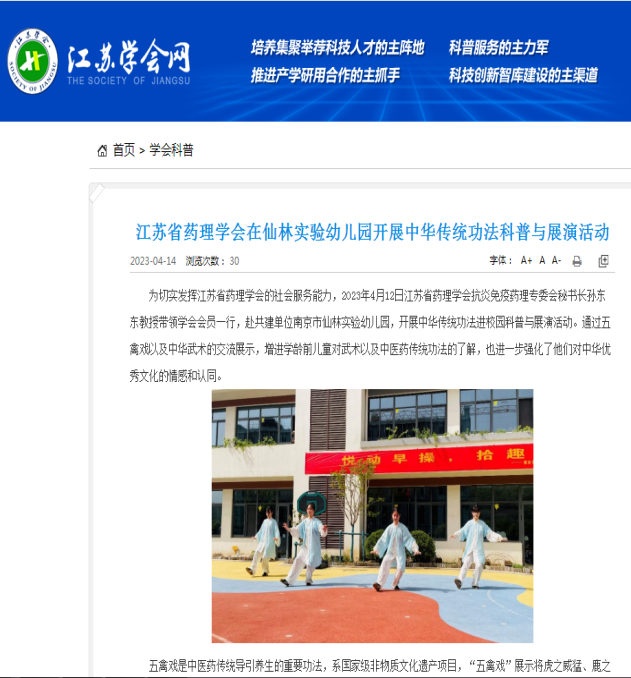 江苏学会网
THE SOCIETY OF JIANGSU
培养集聚举荐科技人才的主阵地 科普服务的主力军
推进产学研用合作的主抓手 科技创新智库建设的主渠道
首页 > 学会科普
江苏省药理学会在仙林实验幼儿园开展中华传统功法科普与展演活动
2023-04-14 浏览次数：30 字体： A+ A A-
为切实发挥江苏省药理学会的社会服务能力，2023年4月12日江苏省药理学会抗炎免疫药理专委会秘书长孙东
东教授带领学会会员一行，赴共建单位南京市仙林实验幼儿园，开展中华传统功法进校园科普与展演活动。通过五
禽戏以及中华武术的交流展示，增进学龄前儿童对武术以及中医药传统功法的了解，也进一步强化了他们对中华优
秀文化的情感和认同。
悦动早操，拾趣
五禽戏是中医药传统导引养生的重要功法，系国家级非物质文化遗产项目，“五禽戏”展示将虎之威猛、鹿之